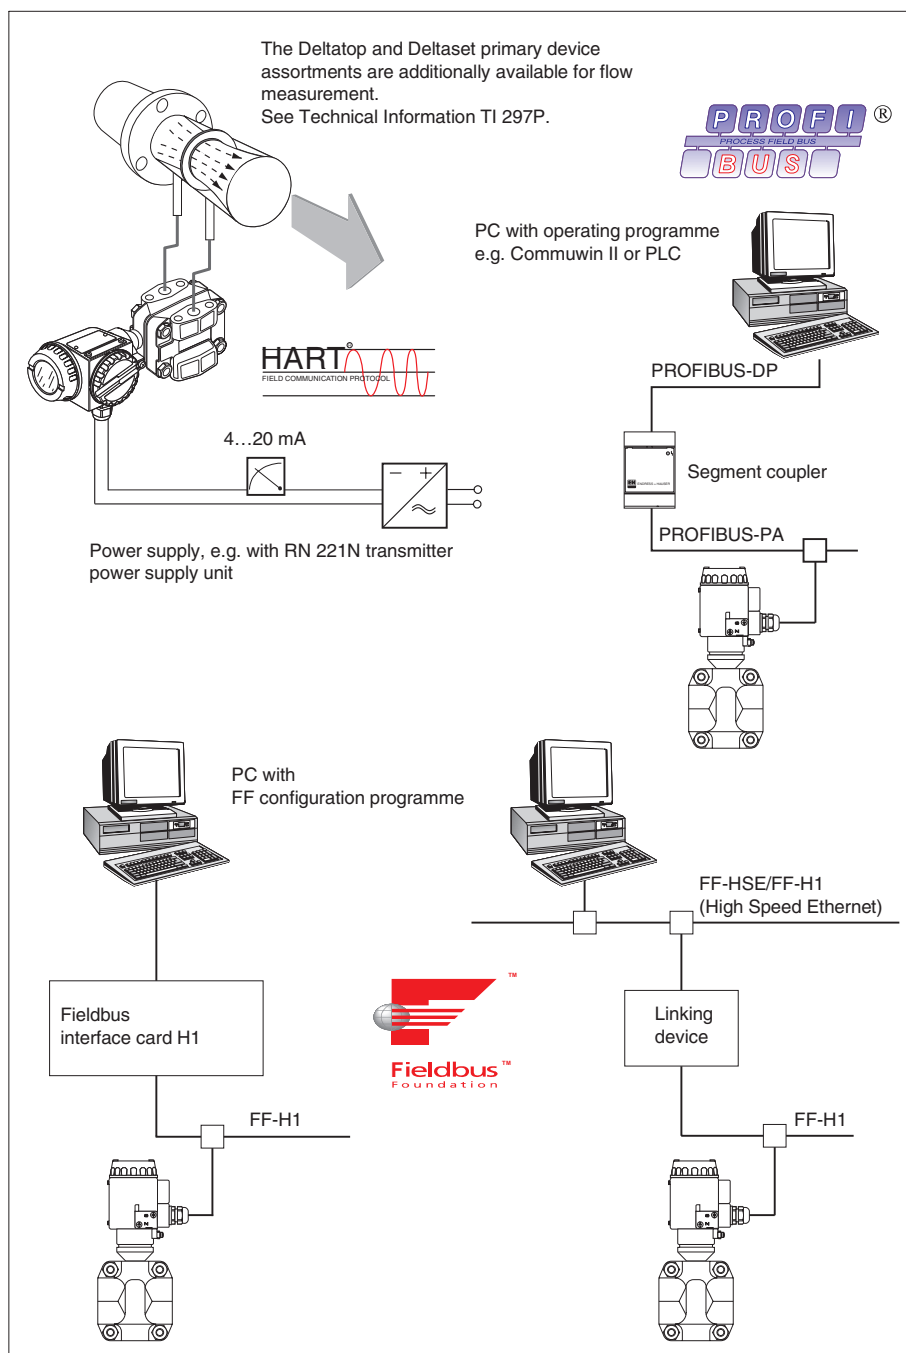 The Deltatop and Deltaset primary device
assortments are additionally available for flow
measurement.
See Technical Information TI 297P.
PROFI ®
PROCESS FIELD BUS
BUS
PC with operating programme
e.g. Commuwin II or PLC
HART®
FIELD COMMUNICATION PROTOCOL
PROFIBUS-DP
4...20 mA
Segment coupler
ENDRESS+HAUSER
PROFIBUS-PA
Power supply, e.g. with RN 221N transmitter
power supply unit
PC with
FF configuration programme
FF-HSE/FF-H1
(High Speed Ethernet)
Fieldbus
interface card H1
TM
Fieldbus TM
Foundation
Linking
device
FF-H1
FF-H1